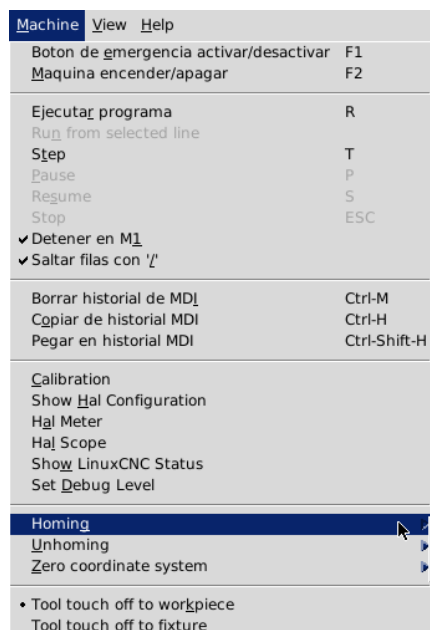 Machine View Help
Boton de emergencia activar/desactivar F1
Maquina encender/apagar F2
Ejecutar programa R
Run from selected line
Step T
Pause P
Resume S
Stop ESC
Detener en M1
Saltar filas con '/'
Borrar historial de MDI Ctrl-M
Copiar de historial MDI Ctrl-H
Pegar en historial MDI Ctrl-Shift-H
Calibration
Show Hal Configuration
Hal Meter
Hal Scope
Show LinuxCNC Status
Set Debug Level
Homing
Unhoming
Zero coordinate system
Tool touch off to workpiece
Tool touch off to fixture